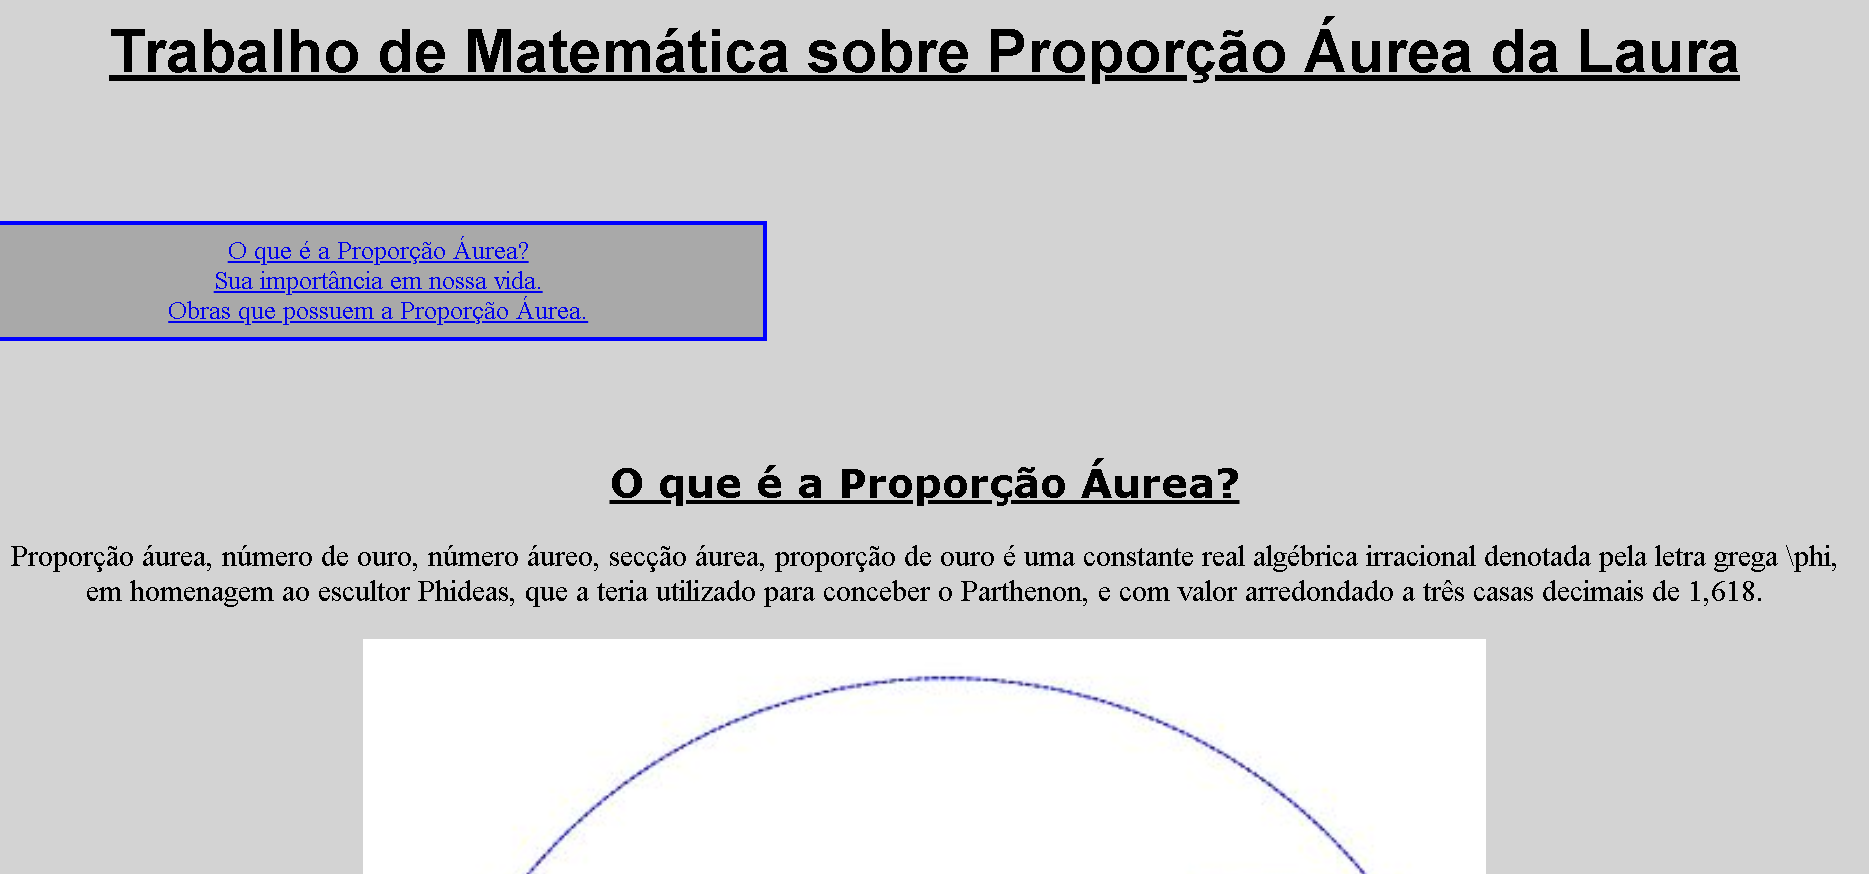 Trabalho de Matemática sobre Proporção Áurea da Laura
O que é a Proporção Áurea?
Sua importância em nossa vida.
Obras que possuem a Proporção Áurea.
O que é a Proporção Áurea?
Proporção áurea, número de ouro, número áureo, secção áurea, proporção de ouro é uma constante real algébrica irracional denotada pela letra grega \phi,
em homenagem ao escultor Phideas, que a teria utilizado para conceber o Parthenon, e com valor arredondado a três casas decimais de 1,618.